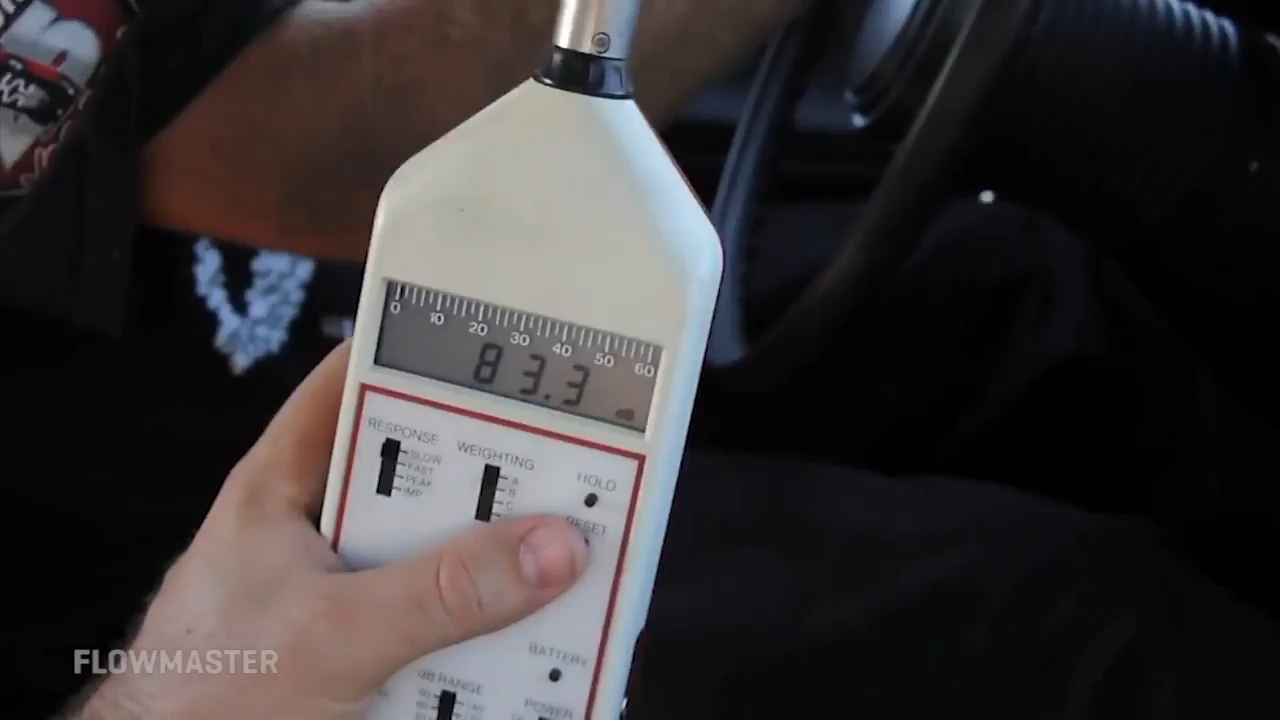 0 10 20 30 40 50 60
83.3
RESPONSE
SLOW
FAST
PEAK
IMP
WEIGHTING
A
B
C
HOLD
RESET
BATTERY
dB RANGE
POWER
FLOWMASTER